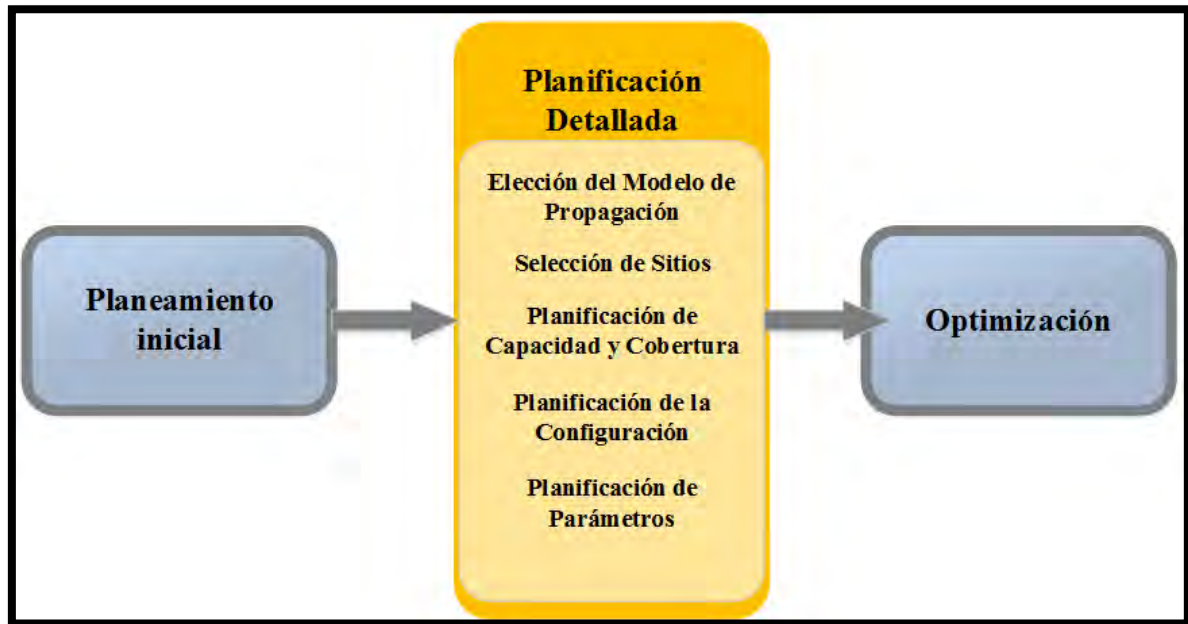 Planeamiento
inicial
Planificación
Detallada
Elección del Modelo de
Propagación
Selección de Sitios
Planificación de
Capacidad y Cobertura
Planificación de la
Configuración
Planificación de
Parámetros
Optimización